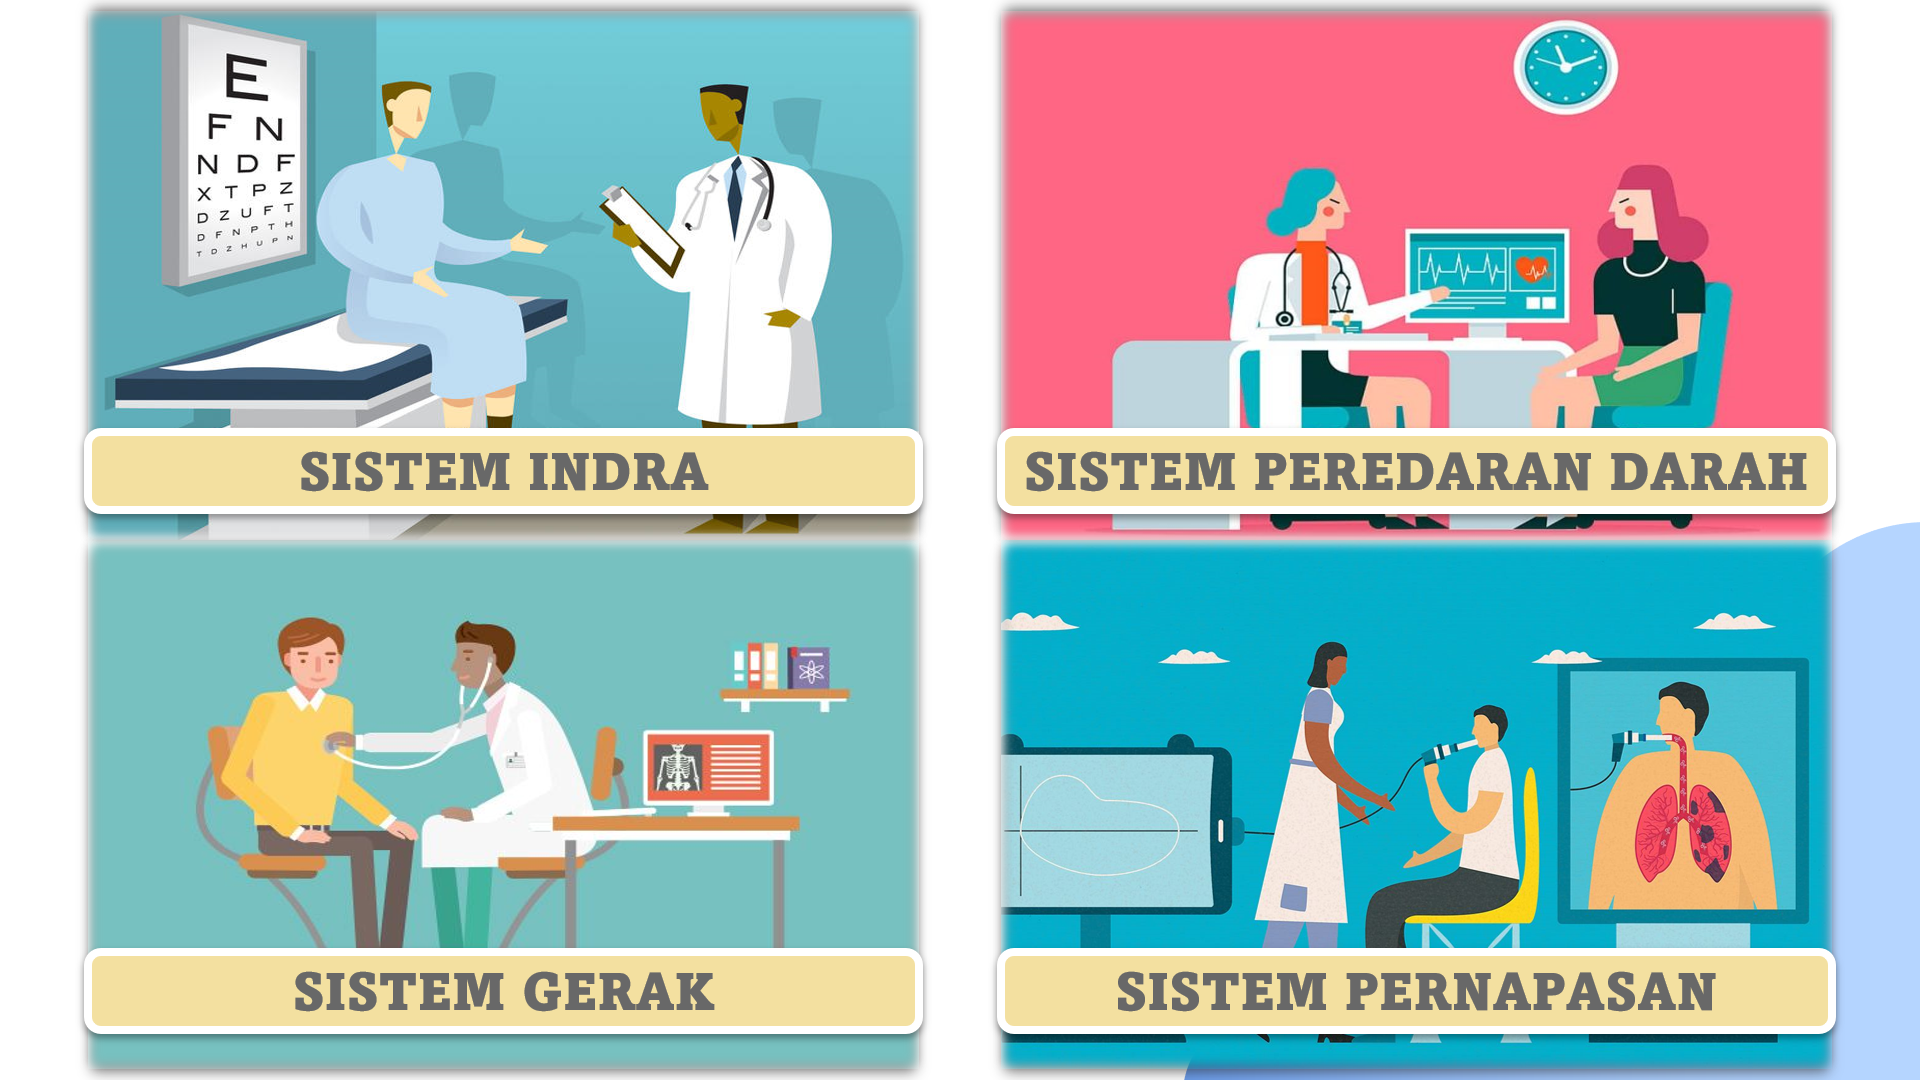 E
F N
N D F
X T P Z
D Z U F T
D F N P T H
T D Z H U P N
SISTEM INDRA
SISTEM PEREDARAN DARAH
SISTEM GERAK
SISTEM PERNAPASAN